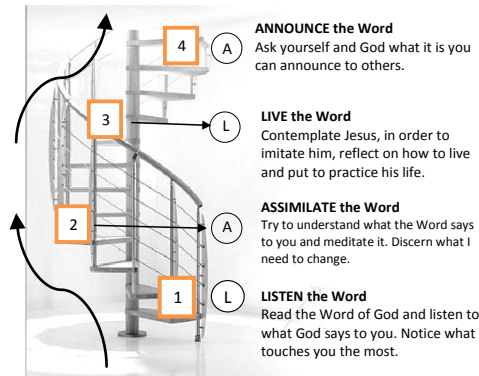 4 A ANNOUNCE the Word
Ask yourself and God what it is you
can announce to others.
3 L LIVE the Word
Contemplate Jesus, in order to
imitate him, reflect on how to live
and put to practice his life.
2 A ASSIMILATE the Word
Try to understand what the Word says
to you and meditate it. Discern what I
need to change.
1 L LISTEN the Word
Read the Word of God and listen to
what God says to you. Notice what
touches you the most.